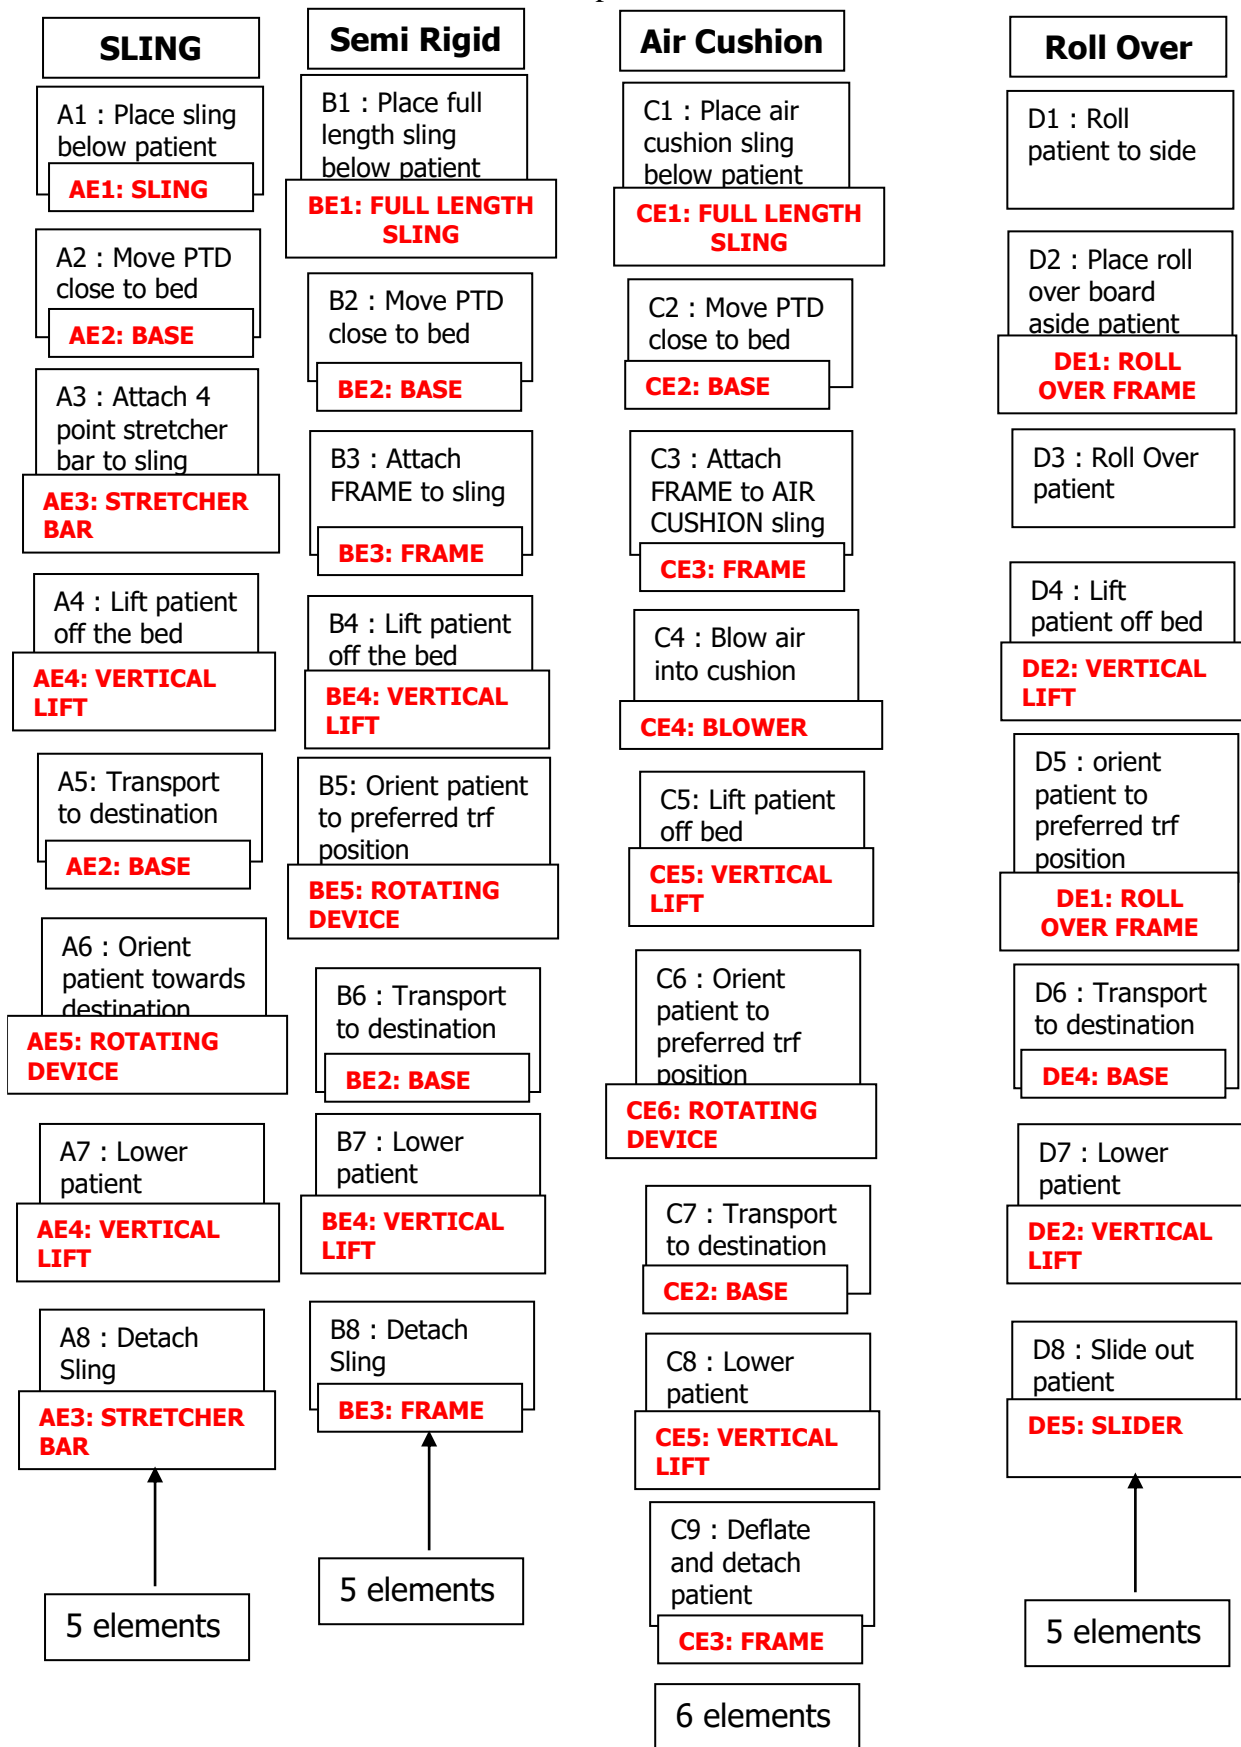 SLING
A1 : Place sling
below patient
AE1: SLING
A2 : Move PTD
close to bed
AE2: BASE
A3 : Attach 4
point stretcher
bar to sling
AE3: STRETCHER
BAR
A4 : Lift patient
off the bed
AE4: VERTICAL
LIFT
A5: Transport
to destination
AE2: BASE
A6 : Orient
patient towards
destination
AE5: ROTATING
DEVICE
A7 : Lower
patient
AE4: VERTICAL
LIFT
A8 : Detach
Sling
AE3: STRETCHER
BAR
5 elements
Semi Rigid
B1 : Place full
length sling
below patient
BE1: FULL LENGTH
SLING
B2 : Move PTD
close to bed
BE2: BASE
B3 : Attach
FRAME to sling
BE3: FRAME
B4 : Lift patient
off the bed
BE4: VERTICAL
LIFT
B5: Orient patient
to preferred trf
position
BE5: ROTATING
DEVICE
B6 : Transport
to destination
BE2: BASE
B7 : Lower
patient
BE4: VERTICAL
LIFT
B8 : Detach
Sling
BE3: FRAME
5 elements
Air Cushion
C1 : Place air
cushion sling
below patient
CE1: FULL LENGTH
SLING
C2 : Move PTD
close to bed
CE2: BASE
C3 : Attach
FRAME to AIR
CUSHION sling
CE3: FRAME
C4 : Blow air
into cushion
CE4: BLOWER
C5: Lift patient
off bed
CE5: VERTICAL
LIFT
C6 : Orient
patient to
preferred trf
position
CE6: ROTATING
DEVICE
C7 : Transport
to destination
CE2: BASE
C8 : Lower
patient
CE5: VERTICAL
LIFT
C9 : Deflate
and detach
patient
CE3: FRAME
6 elements
Roll Over
D1 : Roll
patient to side
D2 : Place roll
over board
aside patient
DE1: ROLL
OVER FRAME
D3 : Roll Over
patient
D4 : Lift
patient off bed
DE2: VERTICAL
LIFT
D5 : orient
patient to
preferred trf
position
DE1: ROLL
OVER FRAME
D6 : Transport
to destination
DE4: BASE
D7 : Lower
patient
DE2: VERTICAL
LIFT
D8 : Slide out
patient
DE5: SLIDER
5 elements